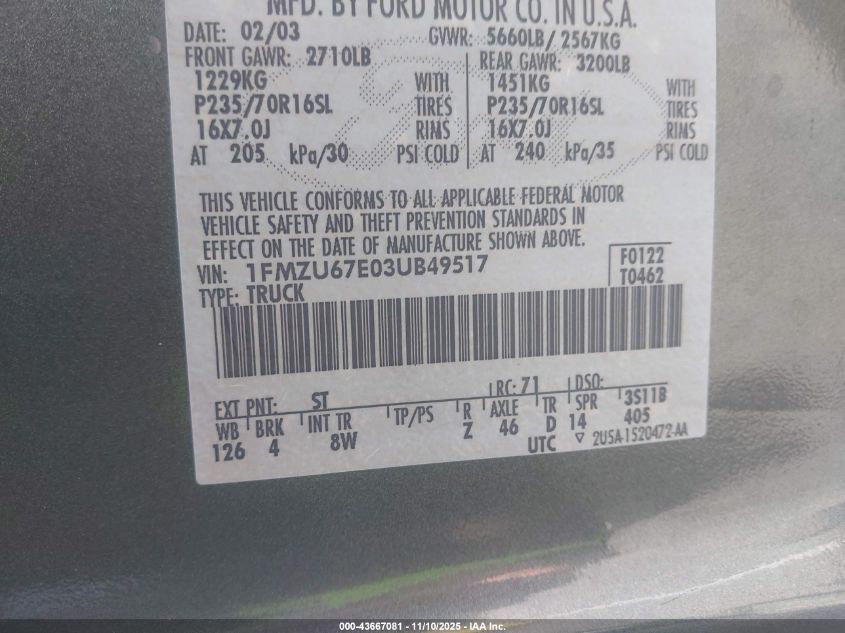 MFD. BY FORD MOTOR CO. IN U.S.A.
DATE: 02/03 GVWR: 5660LB/2567KG
FRONT GAWR: 2710LB REAR GAWR: 3200LB
1229KG WITH 1451KG WITH
P235/70R16SL TIRES P235/70R16SL TIRES
16X7.0J RIMS 16X7.0J RIMS
AT 205 kPa/30 PSI COLD AT 240 kPa/35 PSI COLD
THIS VEHICLE CONFORMS TO ALL APPLICABLE FEDERAL MOTOR
VEHICLE SAFETY AND THEFT PREVENTION STANDARDS IN
EFFECT ON THE DATE OF MANUFACTURE SHOWN ABOVE.
VIN: 1FMZU67E03UB49517 F0122
TYPE: TRUCK T0462
EXT PNT: ST RC: 71 DSO:
WB BRK INT TR TP/PS R AXLE TR SPR 3S11B
126 4 8W Z 46 D 14 405
UTC ▽ 2U5A-1520472-AA
000-43667081 - 11/10/2025 - IAA Inc.